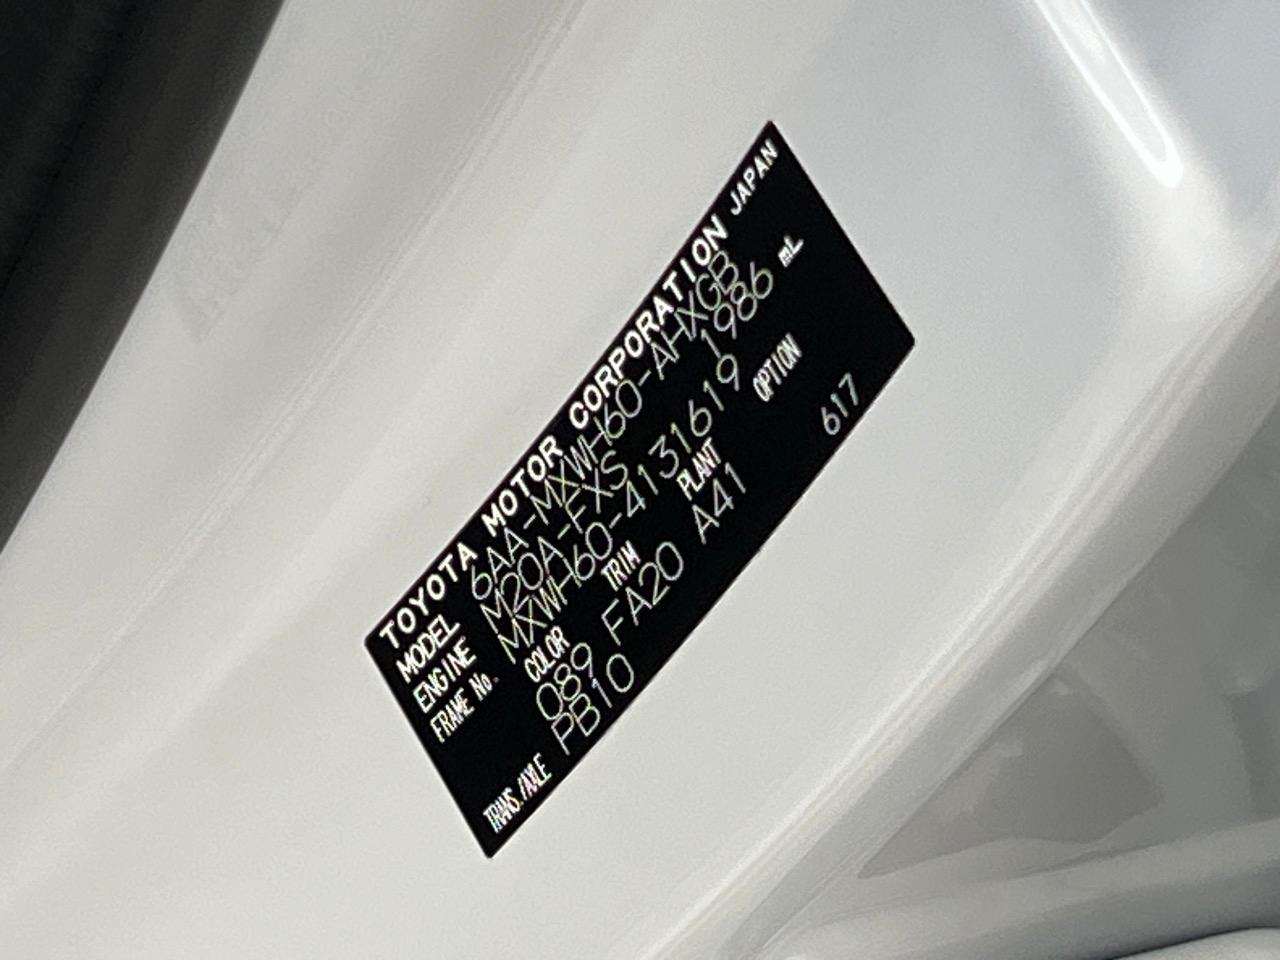 TOYOTA MOTOR CORPORATION JAPAN
MODEL 6AA-MXWH60-AHXGB
ENGINE M20A-FXS 1986 mL
FRAME No. MXWH60-4131619
COLOR TRIM PLANT OPTION
089 FA20 A41 617
TRANS./AXLE PB10